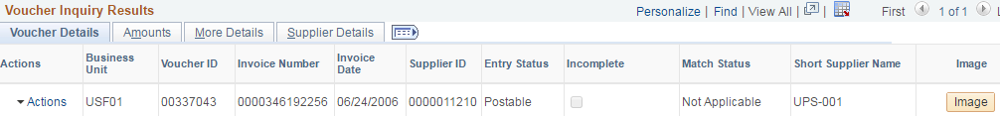 Voucher Inquiry Results
Personalize | Find | View All | First 1 of 1
Voucher Details Amounts More Details Supplier Details
Actions Business Unit Voucher ID Invoice Number Invoice Date Supplier ID Entry Status Incomplete Match Status Short Supplier Name Image
Actions USF01 00337043 0000346192256 06/24/2006 0000011210 Postable Not Applicable UPS-001 Image